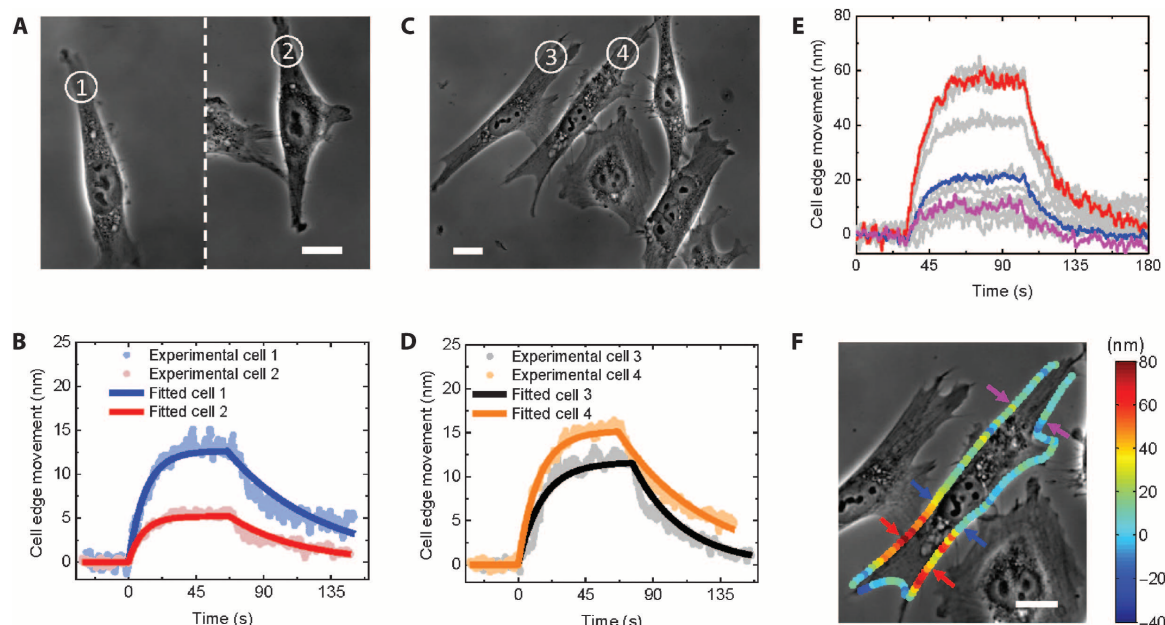 A
1
2
C
3
4
E
Cell edge movement (nm)
80
60
40
20
0
0
45
90
135
180
Time (s)
B
Cell edge movement (nm)
25
20
15
10
5
0
Experimental cell 1
Experimental cell 2
Fitted cell 1
Fitted cell 2
0
45
90
135
Time (s)
D
Cell edge movement (nm)
25
20
15
10
5
0
Experimental cell 3
Experimental cell 4
Fitted cell 3
Fitted cell 4
0
45
90
135
Time (s)
F
(nm)
80
60
40
20
0
−20
−40